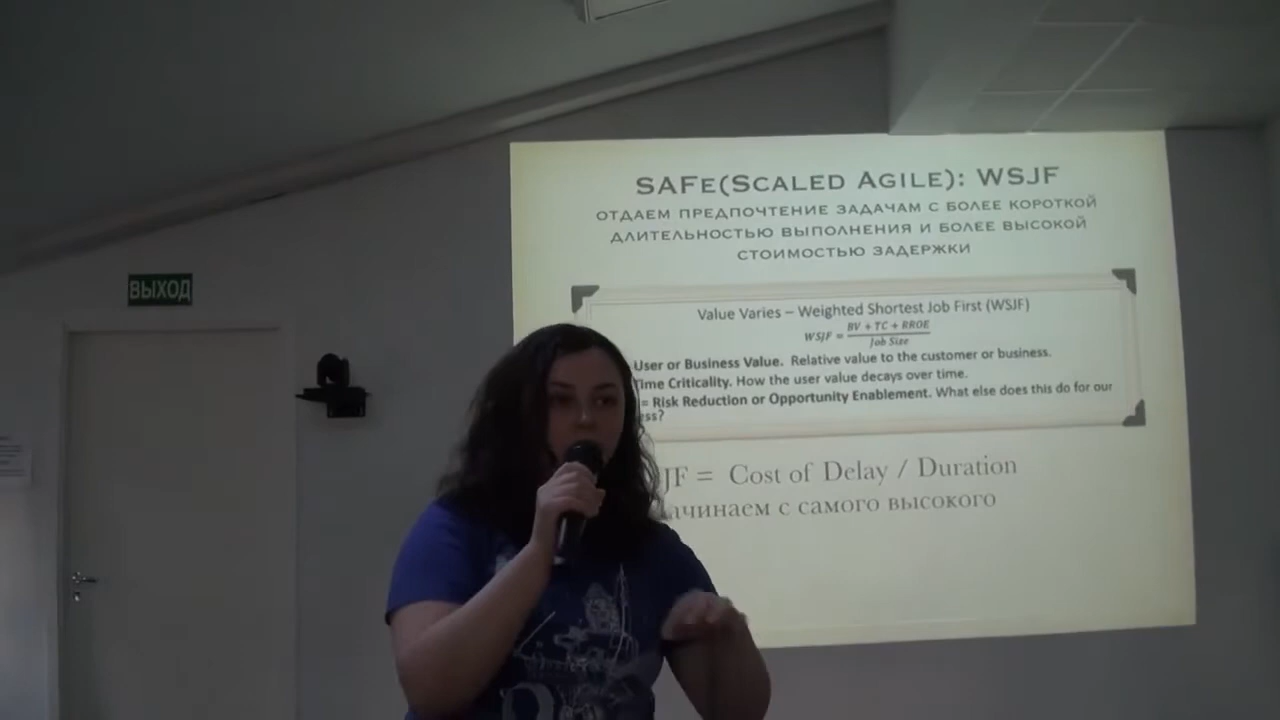 ВЫХОД
SAFe(Scaled Agile): WSJF
ОТДАЕМ ПРЕДПОЧТЕНИЕ ЗАДАЧАМ С БОЛЕЕ КОРОТКОЙ
ДЛИТЕЛЬНОСТЬЮ ВЫПОЛНЕНИЯ И БОЛЕЕ ВЫСОКОЙ
СТОИМОСТЬЮ ЗАДЕРЖКИ
Value Varies – Weighted Shortest Job First (WSJF)
WSJF = BV + TC + RROE
Job Size
User or Business Value. Relative value to the customer or business.
Time Criticality. How the user value decays over time.
= Risk Reduction or Opportunity Enablement. What else does this do for our
ess?
JF = Cost of Delay / Duration
ачинаем с самого высокого